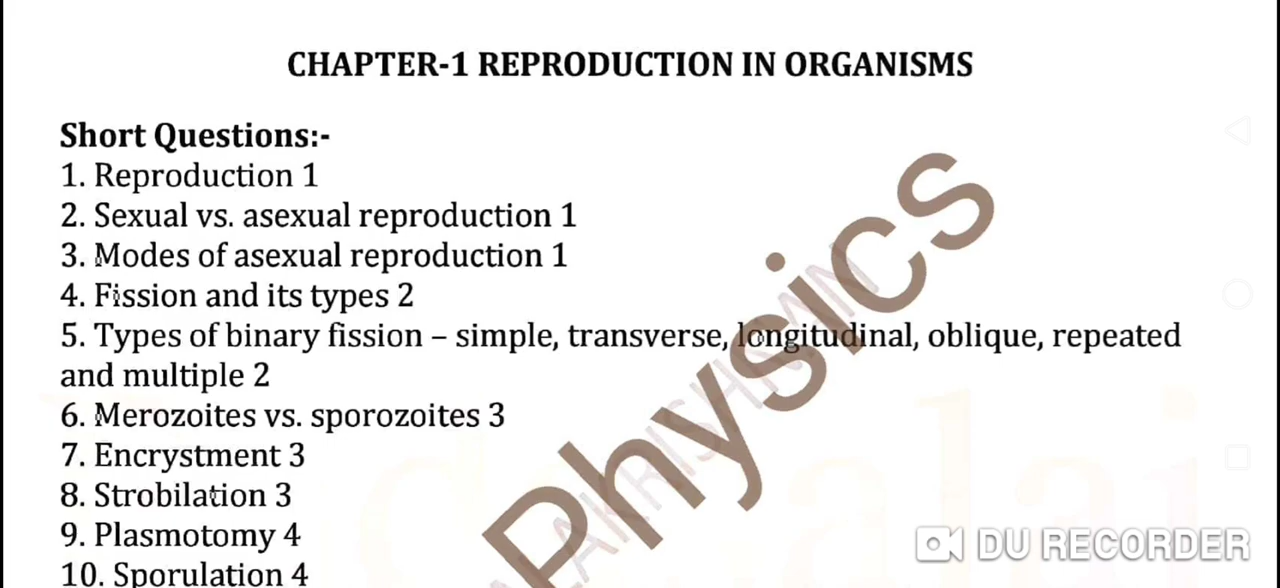 CHAPTER-1 REPRODUCTION IN ORGANISMS
Short Questions:-
1. Reproduction 1
2. Sexual vs. asexual reproduction 1
3. Modes of asexual reproduction 1
4. Fission and its types 2
5. Types of binary fission – simple, transverse, longitudinal, oblique, repeated
and multiple 2
6. Merozoites vs. sporozoites 3
7. Encrystment 3
8. Strobilation 3
9. Plasmotomy 4
10. Sporulation 4
Physics
DU RECORDER